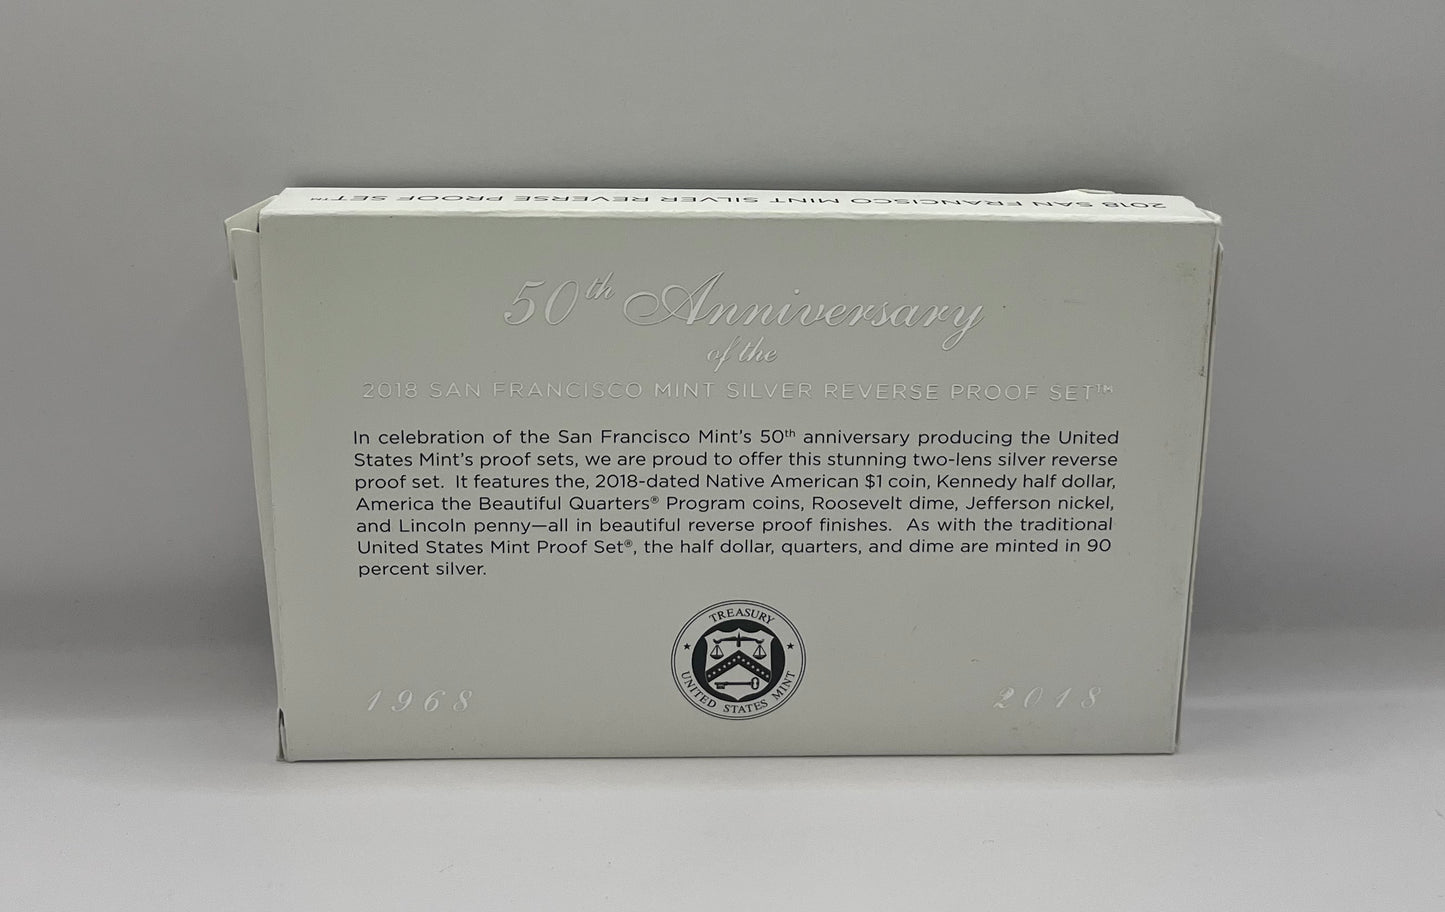 2018 SAN FRANCISCO MINT SILVER REVERSE PROOF SET™
50th Anniversary
of the
2018 SAN FRANCISCO MINT SILVER REVERSE PROOF SET™
In celebration of the San Francisco Mint's 50th anniversary producing the United
States Mint's proof sets, we are proud to offer this stunning two-lens silver reverse
proof set. It features the, 2018-dated Native American $1 coin, Kennedy half dollar,
America the Beautiful Quarters® Program coins, Roosevelt dime, Jefferson nickel,
and Lincoln penny—all in beautiful reverse proof finishes. As with the traditional
United States Mint Proof Set®, the half dollar, quarters, and dime are minted in 90
percent silver.
TREASURY
UNITED STATES MINT
1968
2018